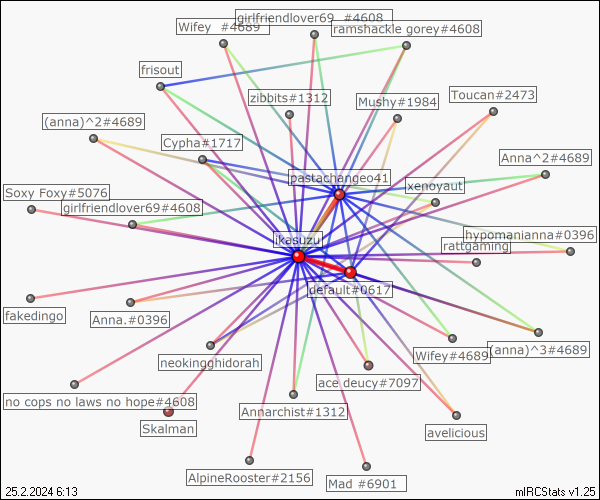 girlfriendlover69 #4608
Wifey #4689
ramshackle gorey#4608
frisout
zibbits#1312
Mushy#1984
Toucan#2473
(anna)^2#4689
Cypha#1717
Anna^2#4689
pastachangeo41
xenoyaut
Soxy Foxy#5076
girlfriendlover69#4608
hypomanianna#0396
ikasuzu
rattgaming
default#0617
fakedingo
Anna.#0396
neokingghidorah
Wifey#4689
(anna)^3#4689
ace deucy#7097
no cops no laws no hope#4608
Annarchist#1312
Skalman
avelicious
AlpineRooster#2156
Mad #6901
25.2.2024 6:13
mIRCStats v1.25